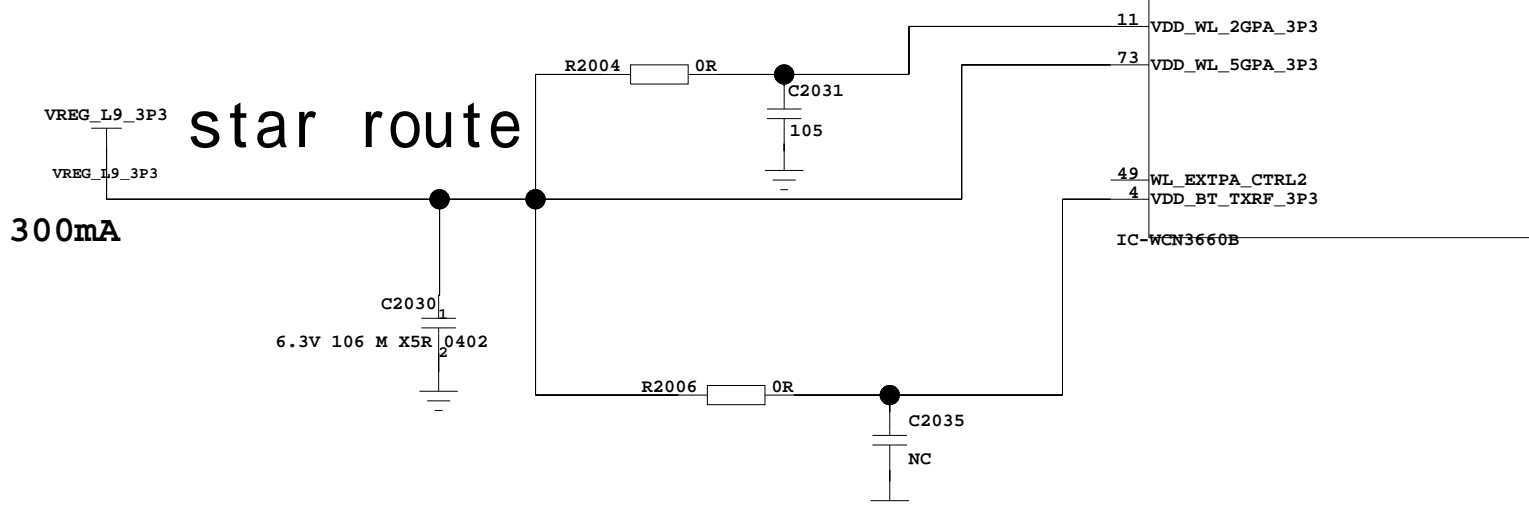 11 VDD_WL_2GPA_3P3
R2004 0R 73 VDD_WL_5GPA_3P3
C2031
VREG_L9_3P3 star route 105
VREG_L9_3P3 49 WL_EXTPA_CTRL2
4 VDD_BT_TXRF_3P3
300mA IC-WCN3660B
C2030 1
6.3V 106 M X5R 0402
2
R2006 0R
C2035
NC